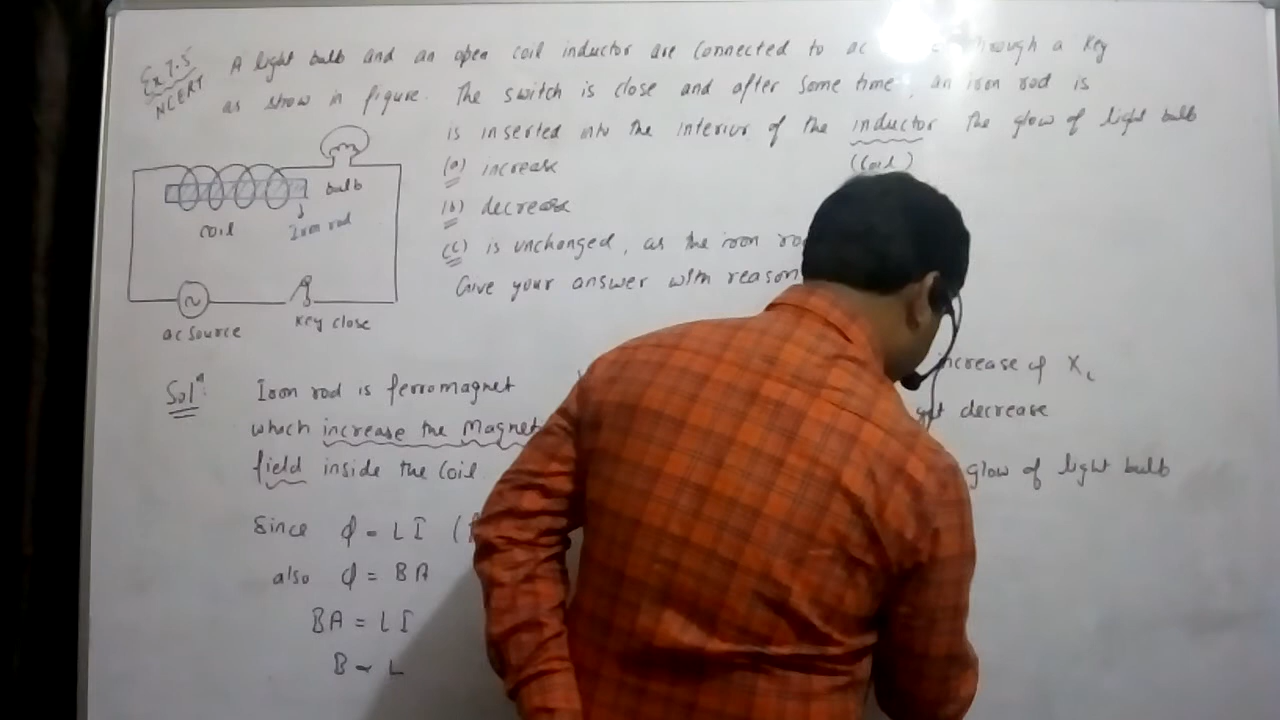 Ex 7.5
NCERT
A light bulb and an open coil inductor are connected to ac through a key
as show in figure. The switch is close and after some time, an iron rod is
is inserted into the interior of the inductor the glow of light bulb
(coil)
(a) increase
(b) decrease
(c) is unchanged, as the iron
Give your answer with reason
bulb
coil
Iron rod
ac source
Key close
Solⁿ:
Iron rod is ferromagnet
which increase the Magnet
field inside the coil
Since φ = LI
also φ = BA
BA = LI
B ∝ L
increase of X_L
get decrease
glow of light bulb